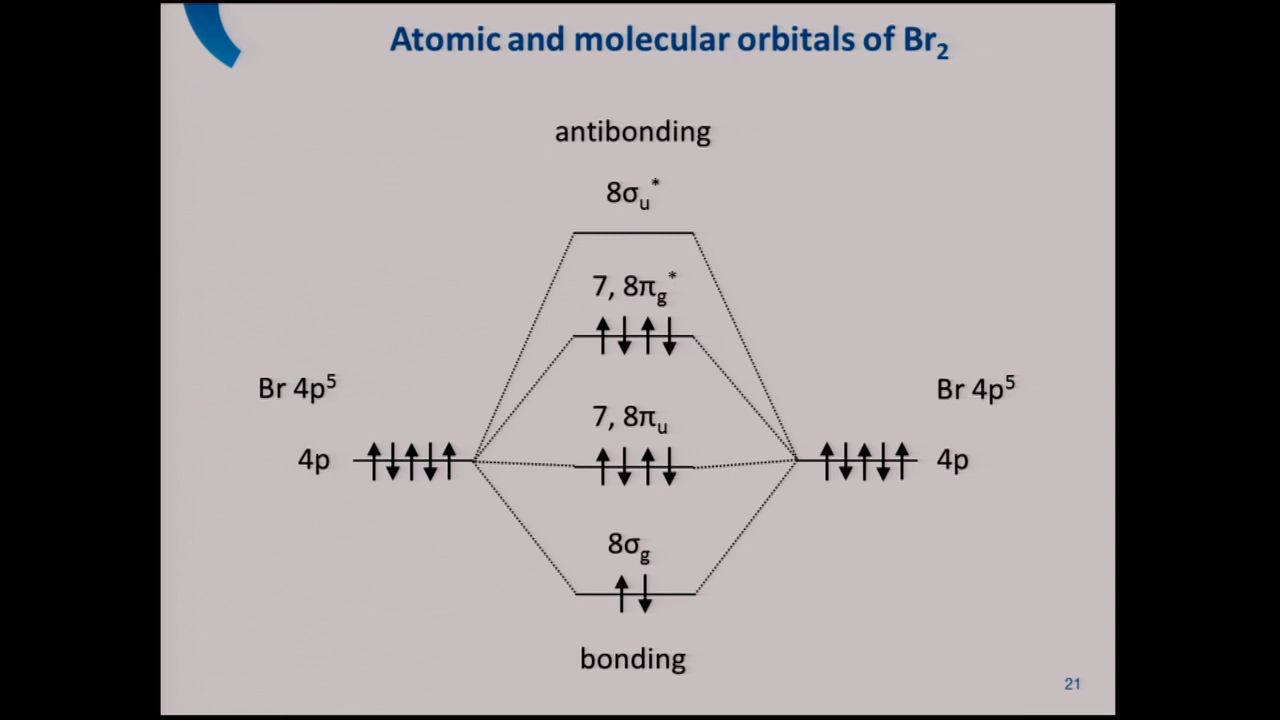 Atomic and molecular orbitals of Br₂
antibonding
8σᵤ*
7, 8πg*
Br 4p⁵
Br 4p⁵
7, 8πᵤ
4p
4p
8σg
bonding
21